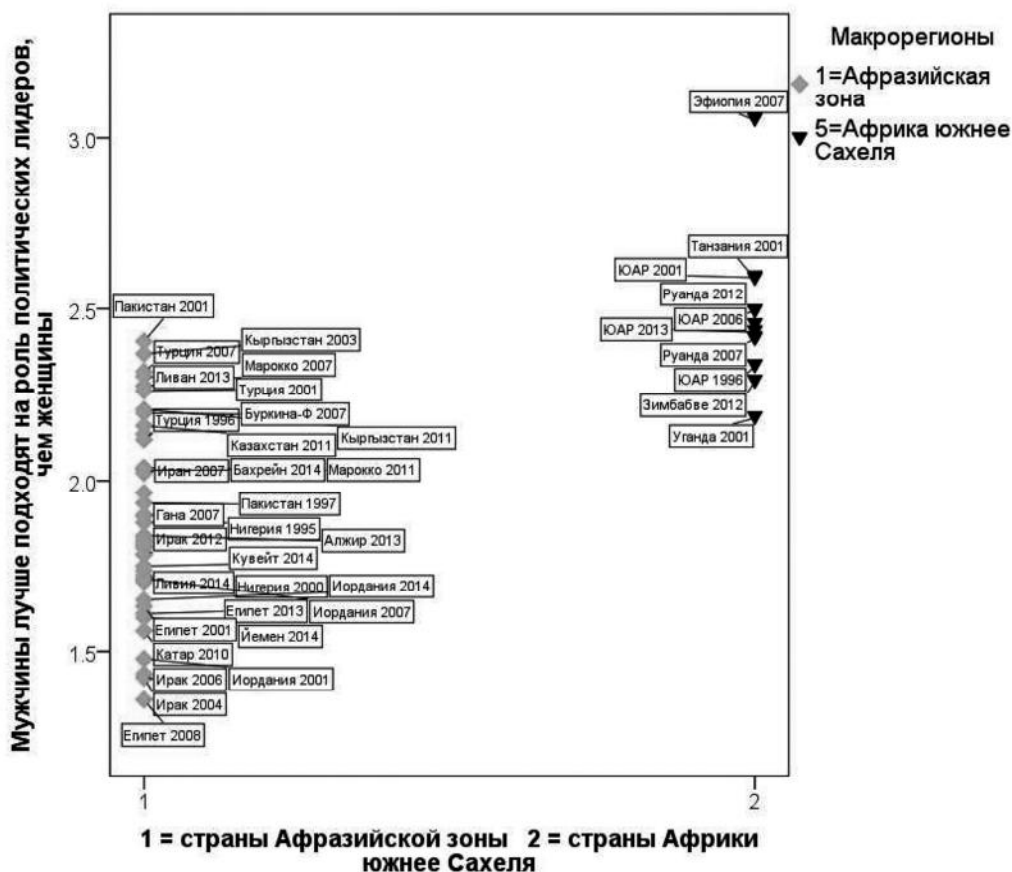 Мужчины лучше подходят на роль политических лидеров,
чем женщины
3.0
2.5
2.0
1.5
Эфиопия 2007
Танзания 2001
ЮАР 2001
Руанда 2012
ЮАР 2006
ЮАР 2013
Руанда 2007
ЮАР 1996
Зимбабве 2012
Уганда 2001
Пакистан 2001
Кыргызстан 2003
Турция 2007
Марокко 2007
Ливан 2013
Турция 2001
Буркина-Ф 2007
Турция 1996
Кыргызстан 2011
Казахстан 2011
Иран 2007
Бахрейн 2014
Марокко 2011
Пакистан 1997
Гана 2007
Нигерия 1995
Ирак 2012
Алжир 2013
Кувейт 2014
Ливия 2014
Нигерия 2000
Иордания 2014
Египет 2013
Иордания 2007
Египет 2001
Йемен 2014
Катар 2010
Ирак 2006
Иордания 2001
Ирак 2004
Египет 2008
1
2
1 = страны Афразийской зоны 2 = страны Африки
южнее Сахеля
Макрорегионы
1=Афразийская
зона
5=Африка южнее
Сахеля